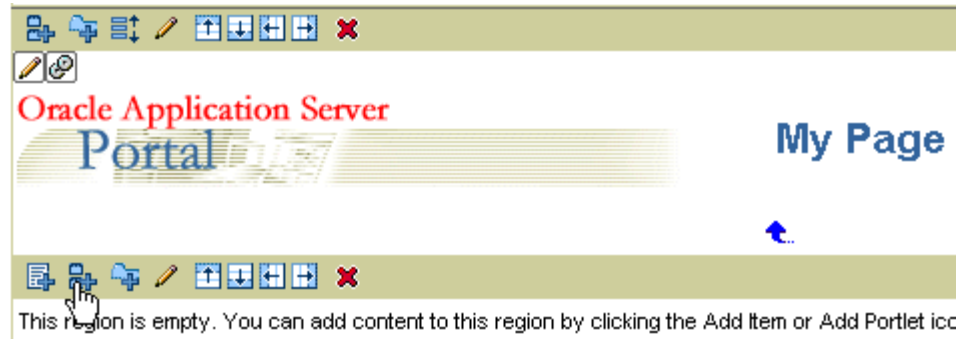 Oracle Application Server
Portal
My Page
This region is empty. You can add content to this region by clicking the Add Item or Add Portlet ico